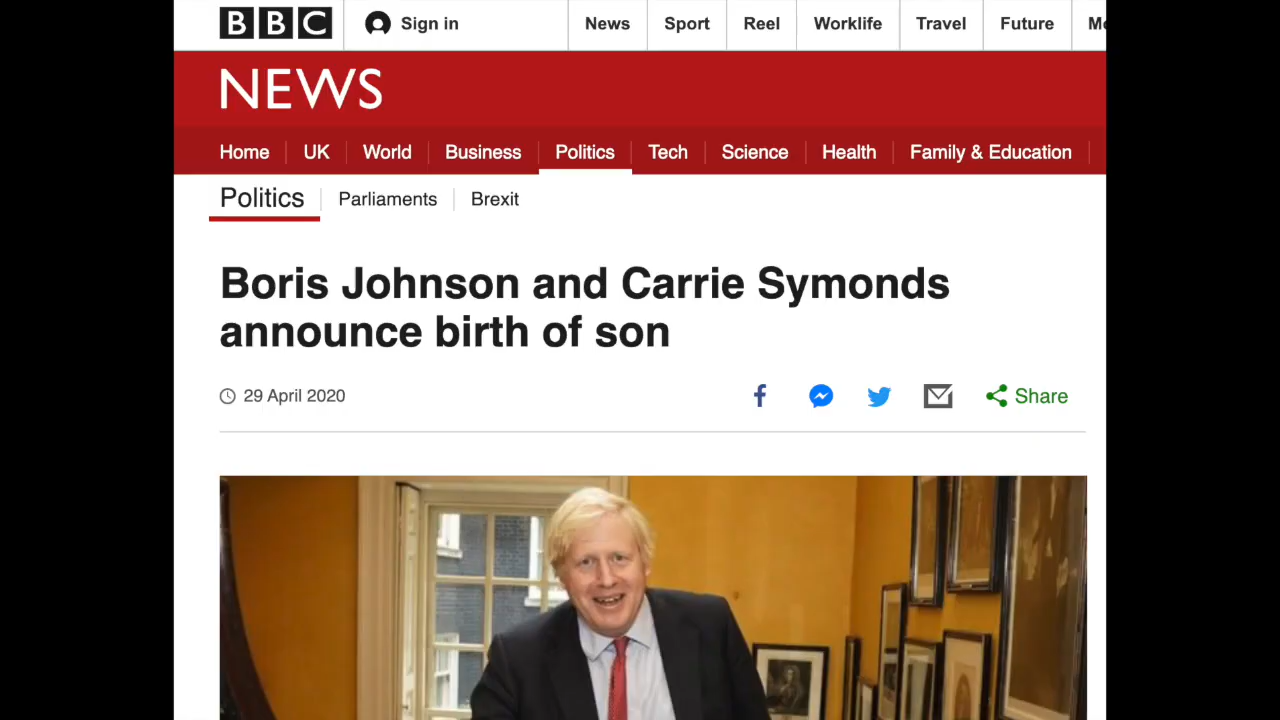 BBC Sign in News Sport Reel Worklife Travel Future
NEWS
Home UK World Business Politics Tech Science Health Family & Education
Politics Parliaments Brexit
Boris Johnson and Carrie Symonds
announce birth of son
29 April 2020 Share